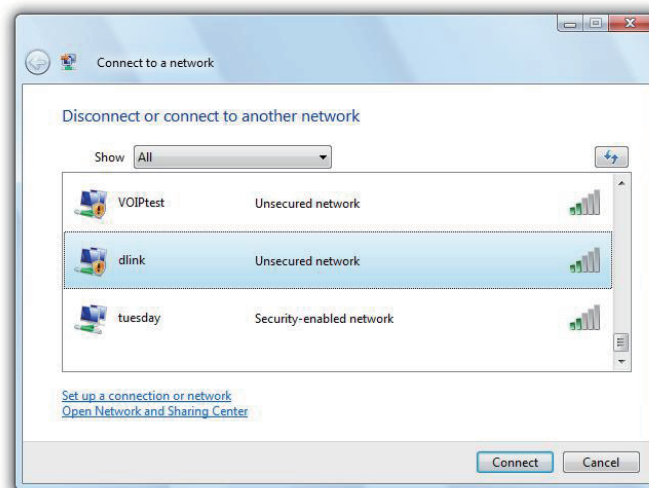 Connect to a network
Disconnect or connect to another network
Show All
VOIPtest Unsecured network
dlink Unsecured network
tuesday Security-enabled network
Set up a connection or network
Open Network and Sharing Center
Connect Cancel